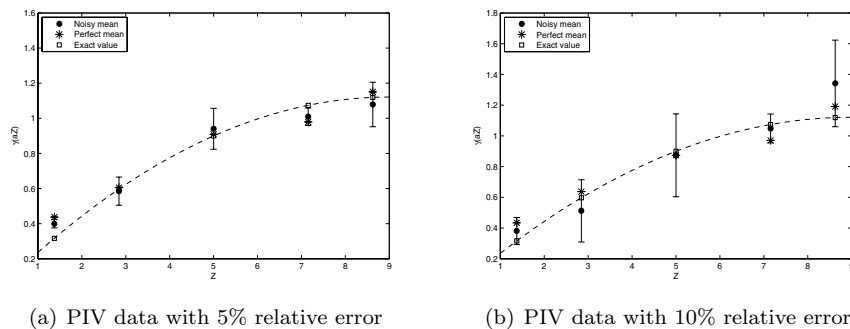 1.8
1.6
1.4
1.2
1
0.8
0.6
0.4
0.2
γ(aZ)
Noisy mean
Perfect mean
Exact value
1 2 3 4 5 6 7 8 9
Z
(a) PIV data with 5% relative error
1.8
1.6
1.4
1.2
1
0.8
0.6
0.4
0.2
γ(aZ)
Noisy mean
Perfect mean
Exact value
1 2 3 4 5 6 7 8 9
Z
(b) PIV data with 10% relative error